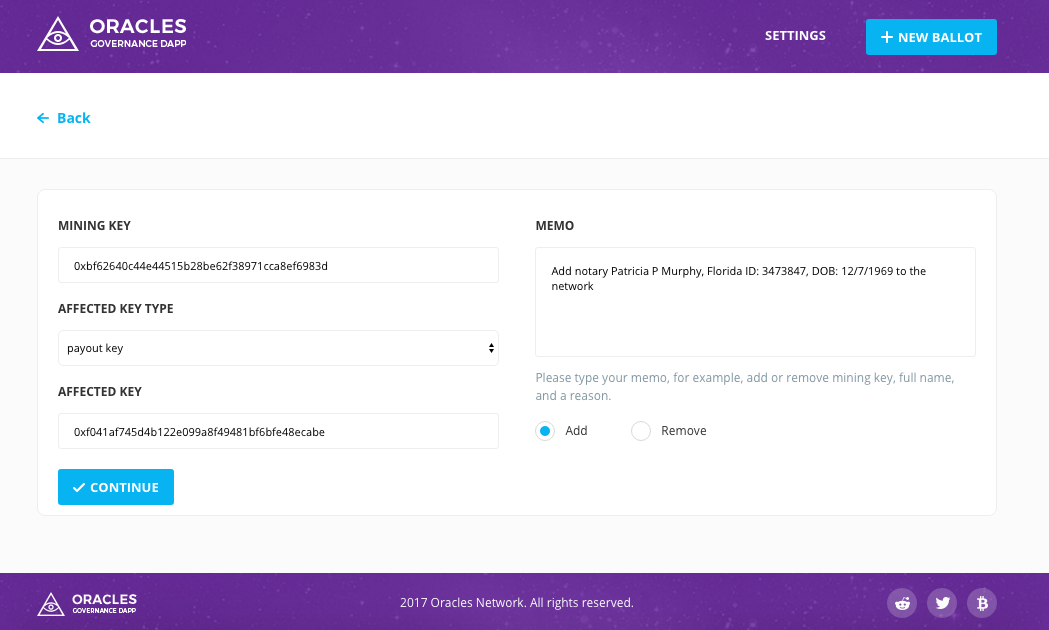 ORACLES
GOVERNANCE DAPP
SETTINGS
NEW BALLOT
Back
MINING KEY
0xbf62640c44e44515b28be62f38971cca8ef6983d
AFFECTED KEY TYPE
payout key
AFFECTED KEY
0xf041af745d4b122e099a8f49481bf6bfe48ecabe
CONTINUE
MEMO
Add notary Patricia P Murphy, Florida ID: 3473847, DOB: 12/7/1969 to the
network
Please type your memo, for example, add or remove mining key, full name,
and a reason.
Add
Remove
ORACLES
GOVERNANCE DAPP
2017 Oracles Network. All rights reserved.